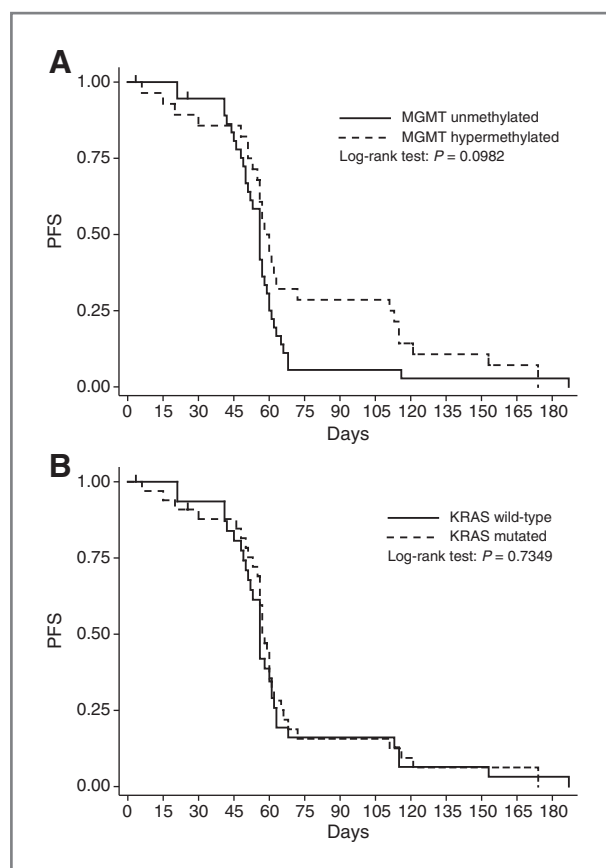 A
1.00
0.75
0.50
0.25
0.00
PFS
MGMT unmethylated
MGMT hypermethylated
Log-rank test: P = 0.0982
0 15 30 45 60 75 90 105 120 135 150 165 180
Days
B
1.00
0.75
0.50
0.25
0.00
PFS
KRAS wild-type
KRAS mutated
Log-rank test: P = 0.7349
0 15 30 45 60 75 90 105 120 135 150 165 180
Days